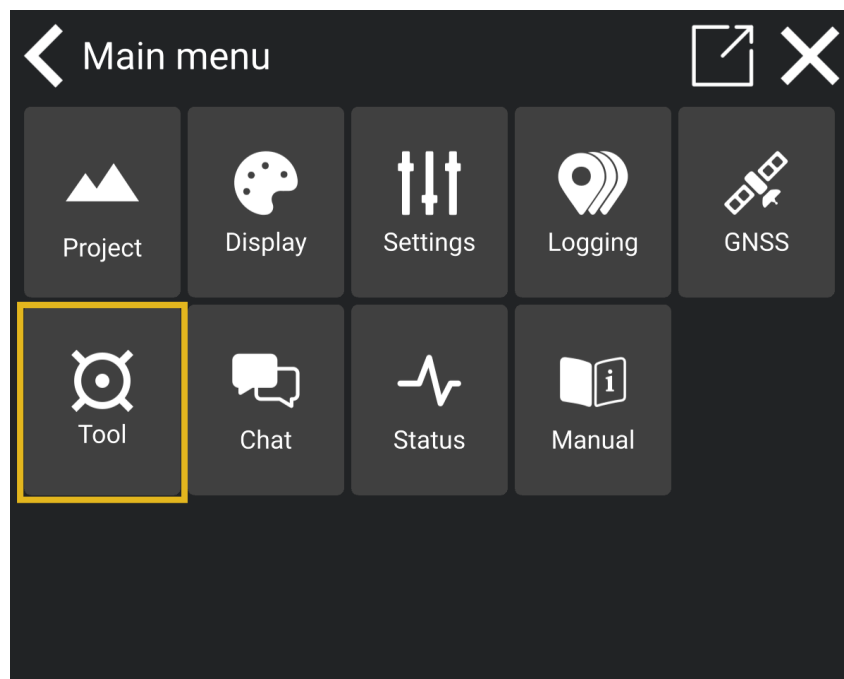 Main menu
Project
Display
Settings
Logging
GNSS
Tool
Chat
Status
i
Manual